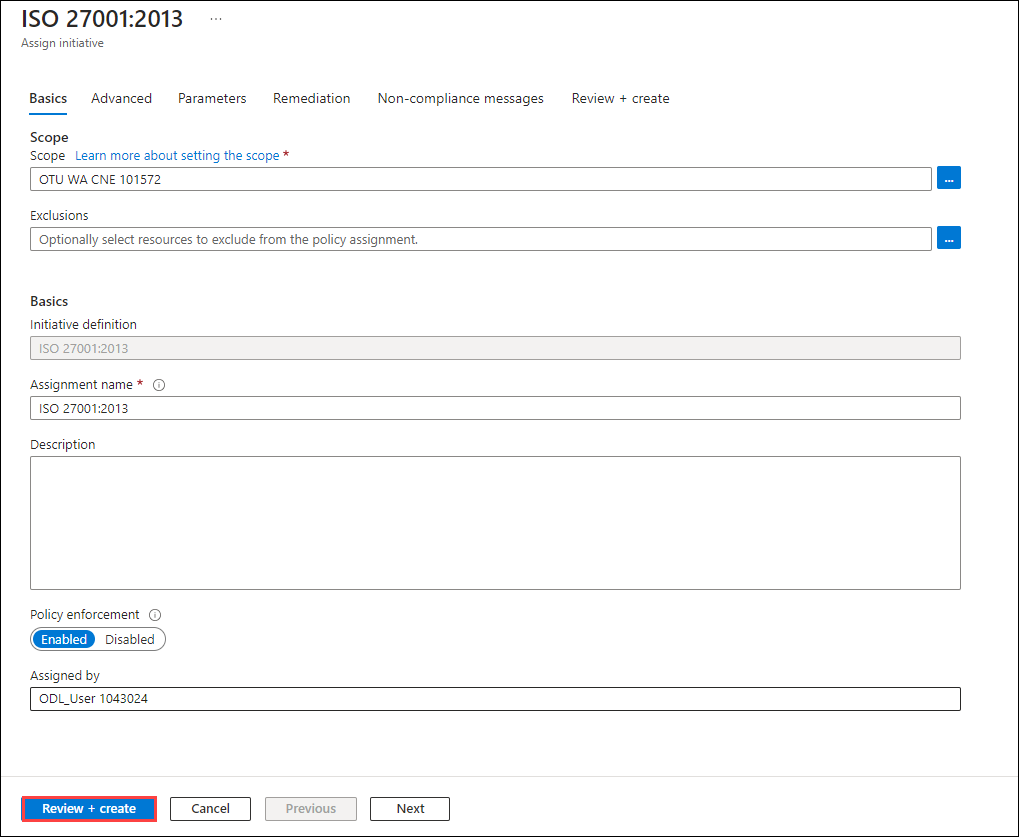 ISO 27001:2013 ...
Assign initiative
Basics Advanced Parameters Remediation Non-compliance messages Review + create
Scope
Scope Learn more about setting the scope *
OTU WA CNE 101572 ...
Exclusions
Optionally select resources to exclude from the policy assignment. ...
Basics
Initiative definition
ISO 27001:2013
Assignment name *
ISO 27001:2013
Description
Policy enforcement
Enabled Disabled
Assigned by
ODL_User 1043024
Review + create Cancel Previous Next